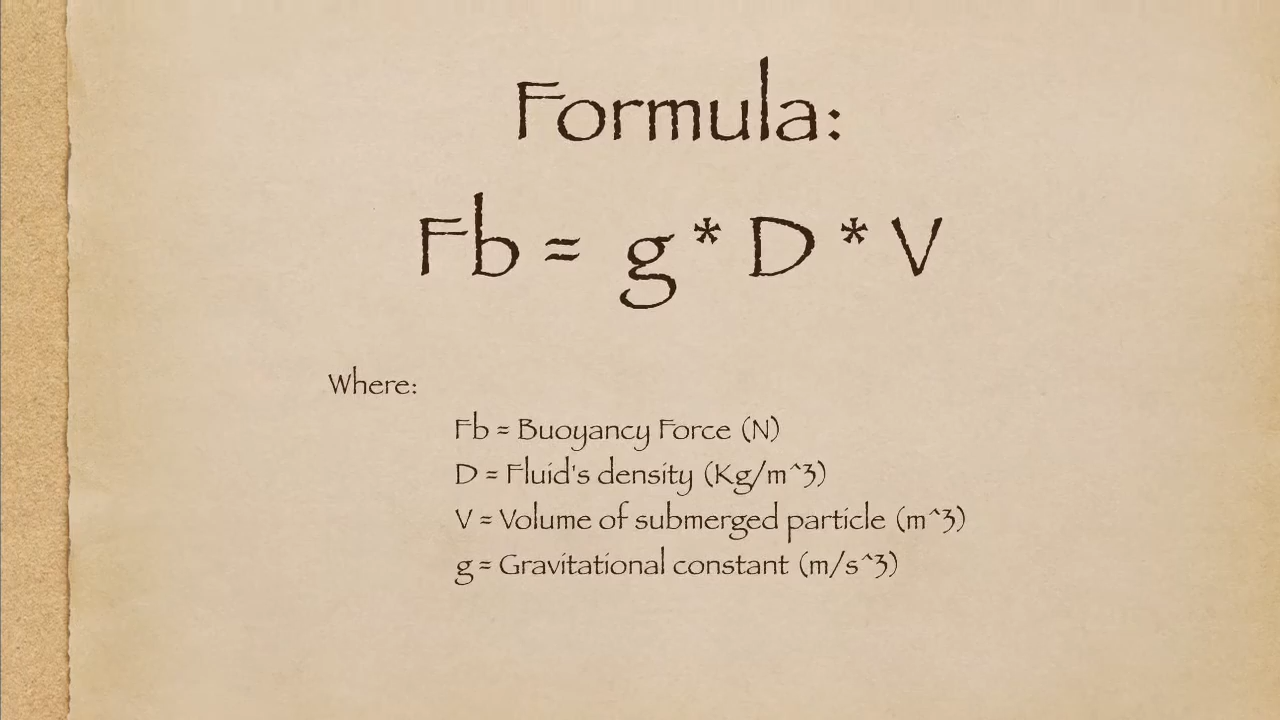 Formula:
Fb = g * D * V
Where:
Fb = Buoyancy Force (N)
D = Fluid's density (Kg/m^3)
V = Volume of submerged particle (m^3)
g = Gravitational constant (m/s^3)